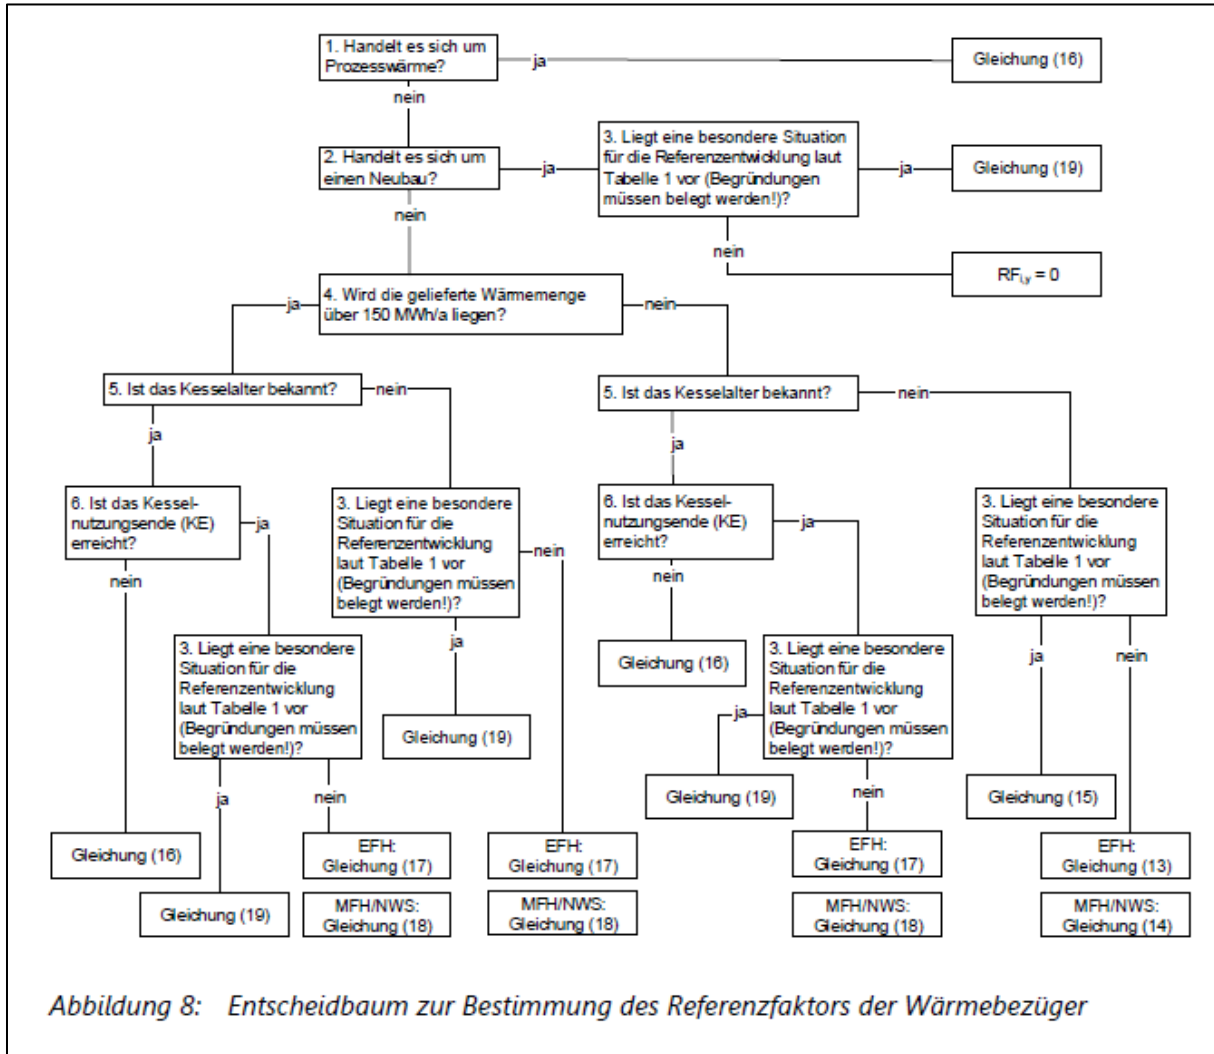 1. Handelt es sich um
Prozesswärme?
ja
Gleichung (16)
nein
2. Handelt es sich um
einen Neubau?
ja
3. Liegt eine besondere Situation
für die Referenzentwicklung laut
Tabelle 1 vor (Begründungen
müssen belegt werden!)?
ja
Gleichung (19)
nein
RFi,y = 0
nein
4. Wird die gelieferte Wärmemenge
über 150 MWh/a liegen?
ja
nein
5. Ist das Kesselalter bekannt?
nein
ja
6. Ist das Kessel-
nutzungsende (KE)
erreicht?
ja
nein
3. Liegt eine besondere
Situation für die
Referenzentwicklung
laut Tabelle 1 vor
(Begründungen müssen
belegt werden!)?
nein
ja
Gleichung (19)
3. Liegt eine besondere
Situation für die
Referenzentwicklung
laut Tabelle 1 vor
(Begründungen müssen
belegt werden!)?
ja
nein
Gleichung (16)
Gleichung (19)
EFH:
Gleichung (17)
MFH/NWS:
Gleichung (18)
EFH:
Gleichung (17)
MFH/NWS:
Gleichung (18)
5. Ist das Kesselalter bekannt?
nein
ja
6. Ist das Kessel-
nutzungsende (KE)
erreicht?
ja
nein
Gleichung (16)
3. Liegt eine besondere
Situation für die
Referenzentwicklung
laut Tabelle 1 vor
(Begründungen müssen
belegt werden!)?
ja
nein
Gleichung (19)
EFH:
Gleichung (17)
MFH/NWS:
Gleichung (18)
3. Liegt eine besondere
Situation für die
Referenzentwicklung
laut Tabelle 1 vor
(Begründungen müssen
belegt werden!)?
ja
nein
Gleichung (15)
EFH:
Gleichung (13)
MFH/NWS:
Gleichung (14)
Abbildung 8: Entscheidbaum zur Bestimmung des Referenzfaktors der Wärmebezüger